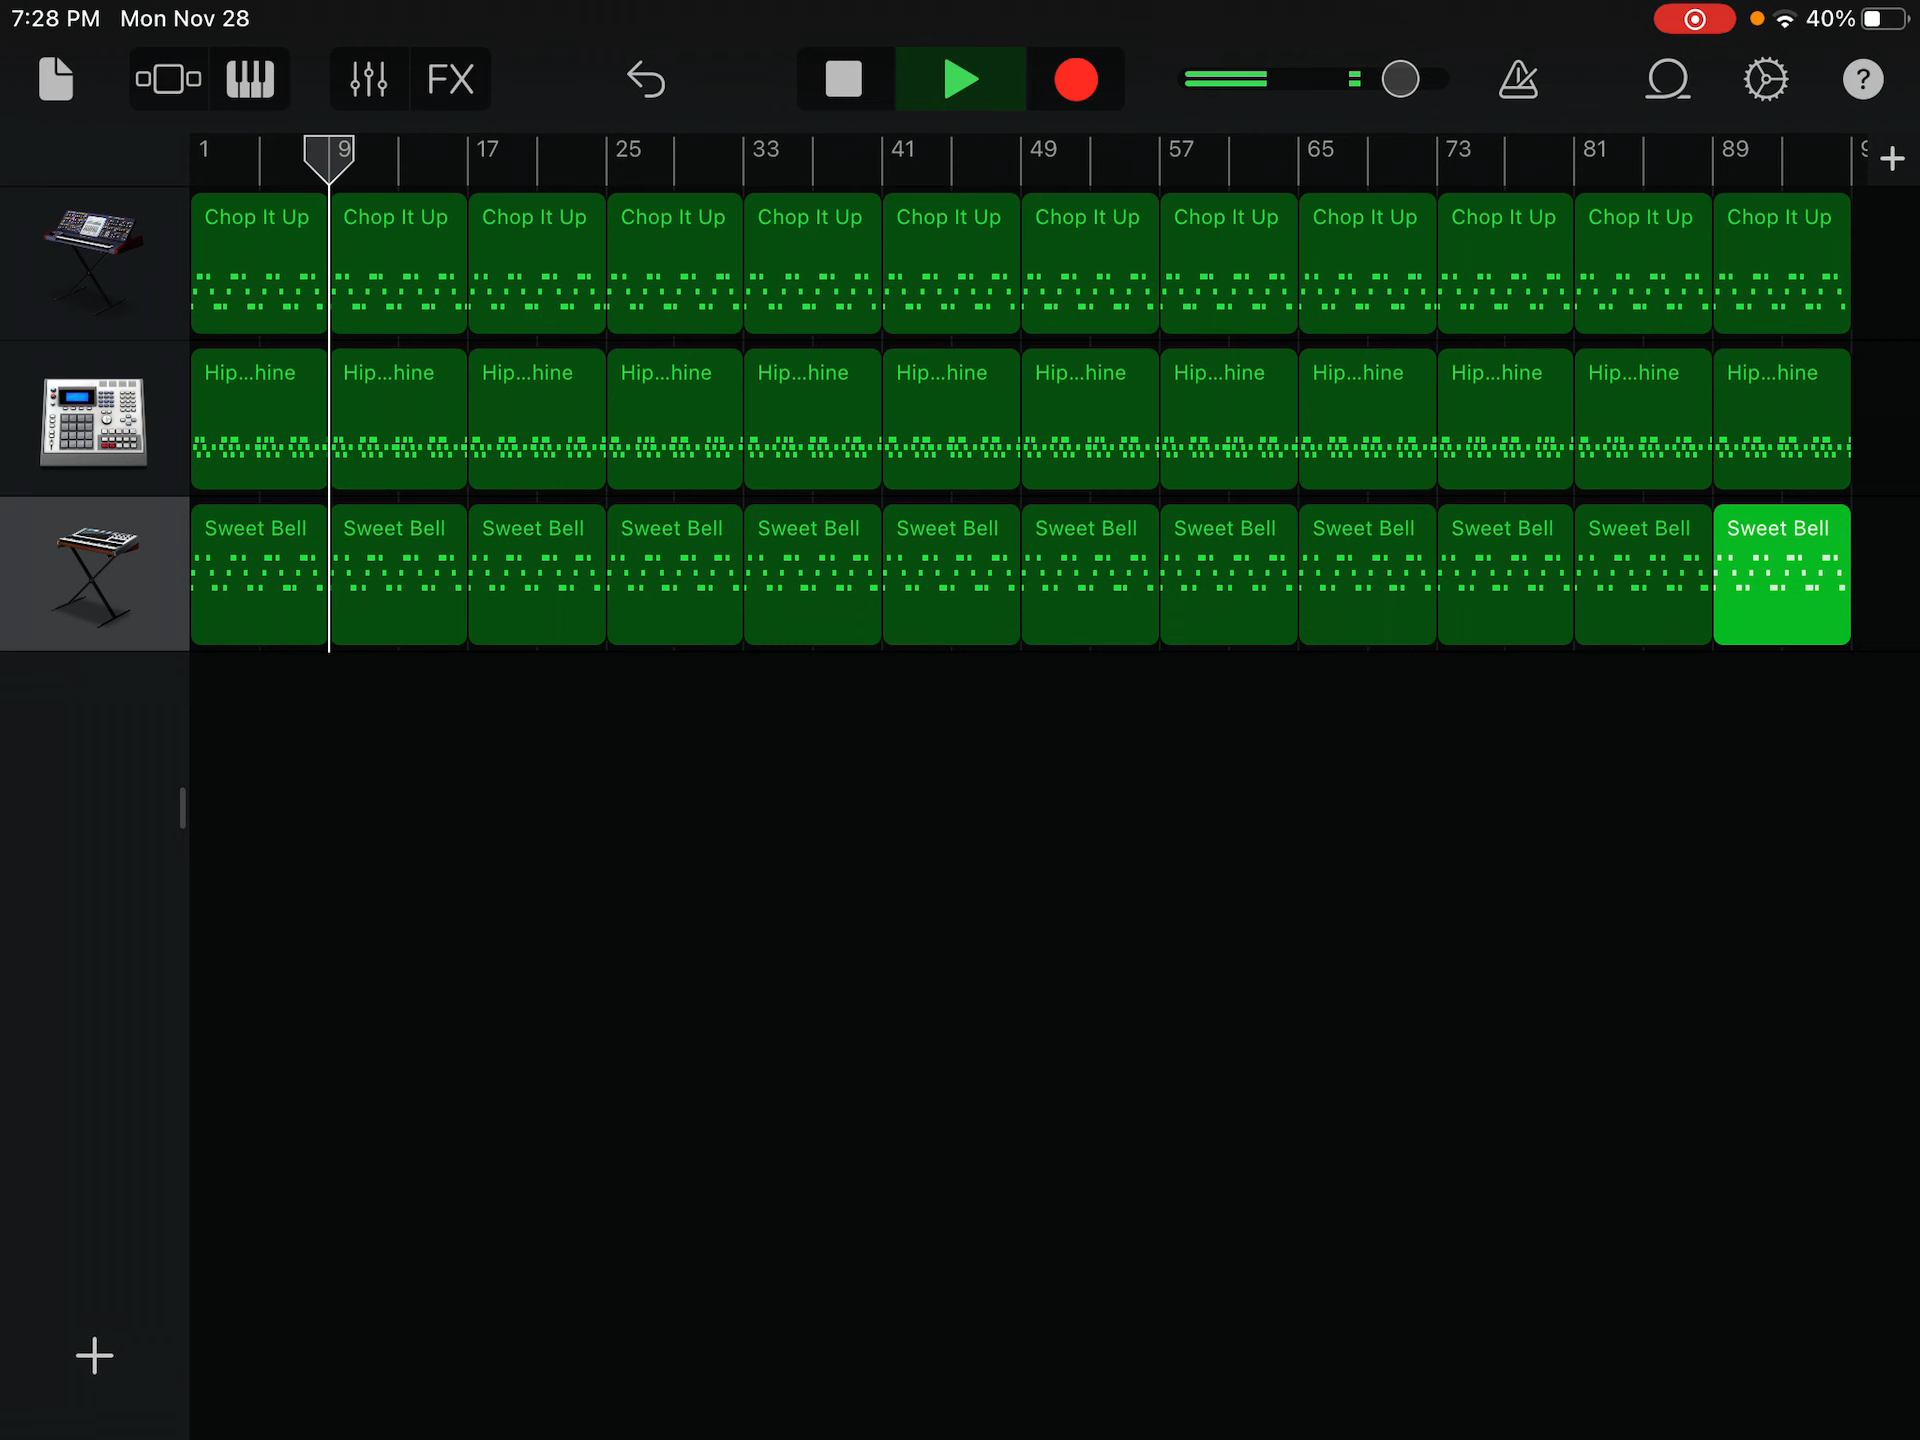 7:28 PM Mon Nov 28 40%
FX ?
1 9 17 25 33 41 49 57 65 73 81 89
Chop It Up Chop It Up Chop It Up Chop It Up Chop It Up Chop It Up Chop It Up Chop It Up Chop It Up Chop It Up Chop It Up Chop It Up
Hip...hine Hip...hine Hip...hine Hip...hine Hip...hine Hip...hine Hip...hine Hip...hine Hip...hine Hip...hine Hip...hine Hip...hine
Sweet Bell Sweet Bell Sweet Bell Sweet Bell Sweet Bell Sweet Bell Sweet Bell Sweet Bell Sweet Bell Sweet Bell Sweet Bell Sweet Bell